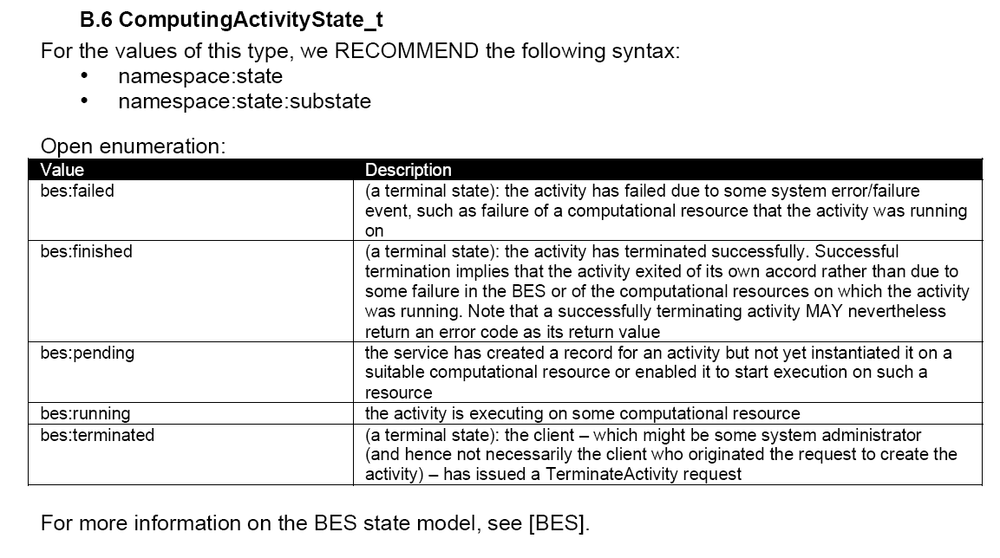 B.6 ComputingActivityState_t
For the values of this type, we RECOMMEND the following syntax:
• namespace:state
• namespace:state:substate
Open enumeration:
Value Description
bes:failed (a terminal state): the activity has failed due to some system error/failure
event, such as failure of a computational resource that the activity was running
on
bes:finished (a terminal state): the activity has terminated successfully. Successful
termination implies that the activity exited of its own accord rather than due to
some failure in the BES or of the computational resources on which the activity
was running. Note that a successfully terminating activity MAY nevertheless
return an error code as its return value
bes:pending the service has created a record for an activity but not yet instantiated it on a
suitable computational resource or enabled it to start execution on such a
resource
bes:running the activity is executing on some computational resource
bes:terminated (a terminal state): the client – which might be some system administrator
(and hence not necessarily the client who originated the request to create the
activity) – has issued a TerminateActivity request
For more information on the BES state model, see [BES].